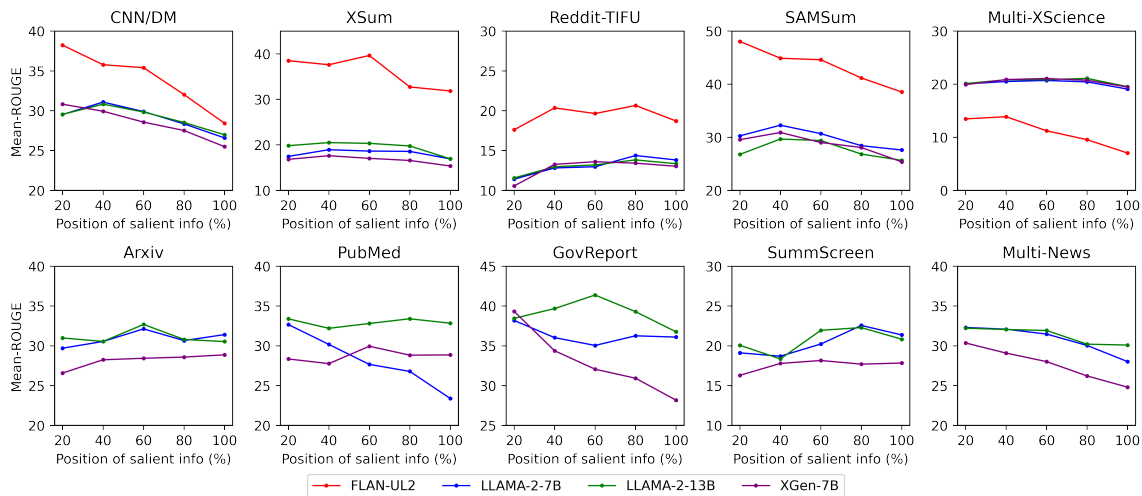 CNN/DM
XSum
Reddit-TIFU
SAMSum
Multi-XScience
Mean-ROUGE
40
35
30
25
20
20 40 60 80 100
Position of salient info (%)
40
30
20
10
20 40 60 80 100
Position of salient info (%)
30
25
20
15
10
20 40 60 80 100
Position of salient info (%)
50
40
30
20
20 40 60 80 100
Position of salient info (%)
30
20
10
0
20 40 60 80 100
Position of salient info (%)
Arxiv
PubMed
GovReport
SummScreen
Multi-News
Mean-ROUGE
40
35
30
25
20
20 40 60 80 100
Position of salient info (%)
40
35
30
25
20
20 40 60 80 100
Position of salient info (%)
45
40
35
30
25
20 40 60 80 100
Position of salient info (%)
30
25
20
15
10
20 40 60 80 100
Position of salient info (%)
40
35
30
25
20
20 40 60 80 100
Position of salient info (%)
FLAN-UL2 LLAMA-2-7B LLAMA-2-13B XGen-7B